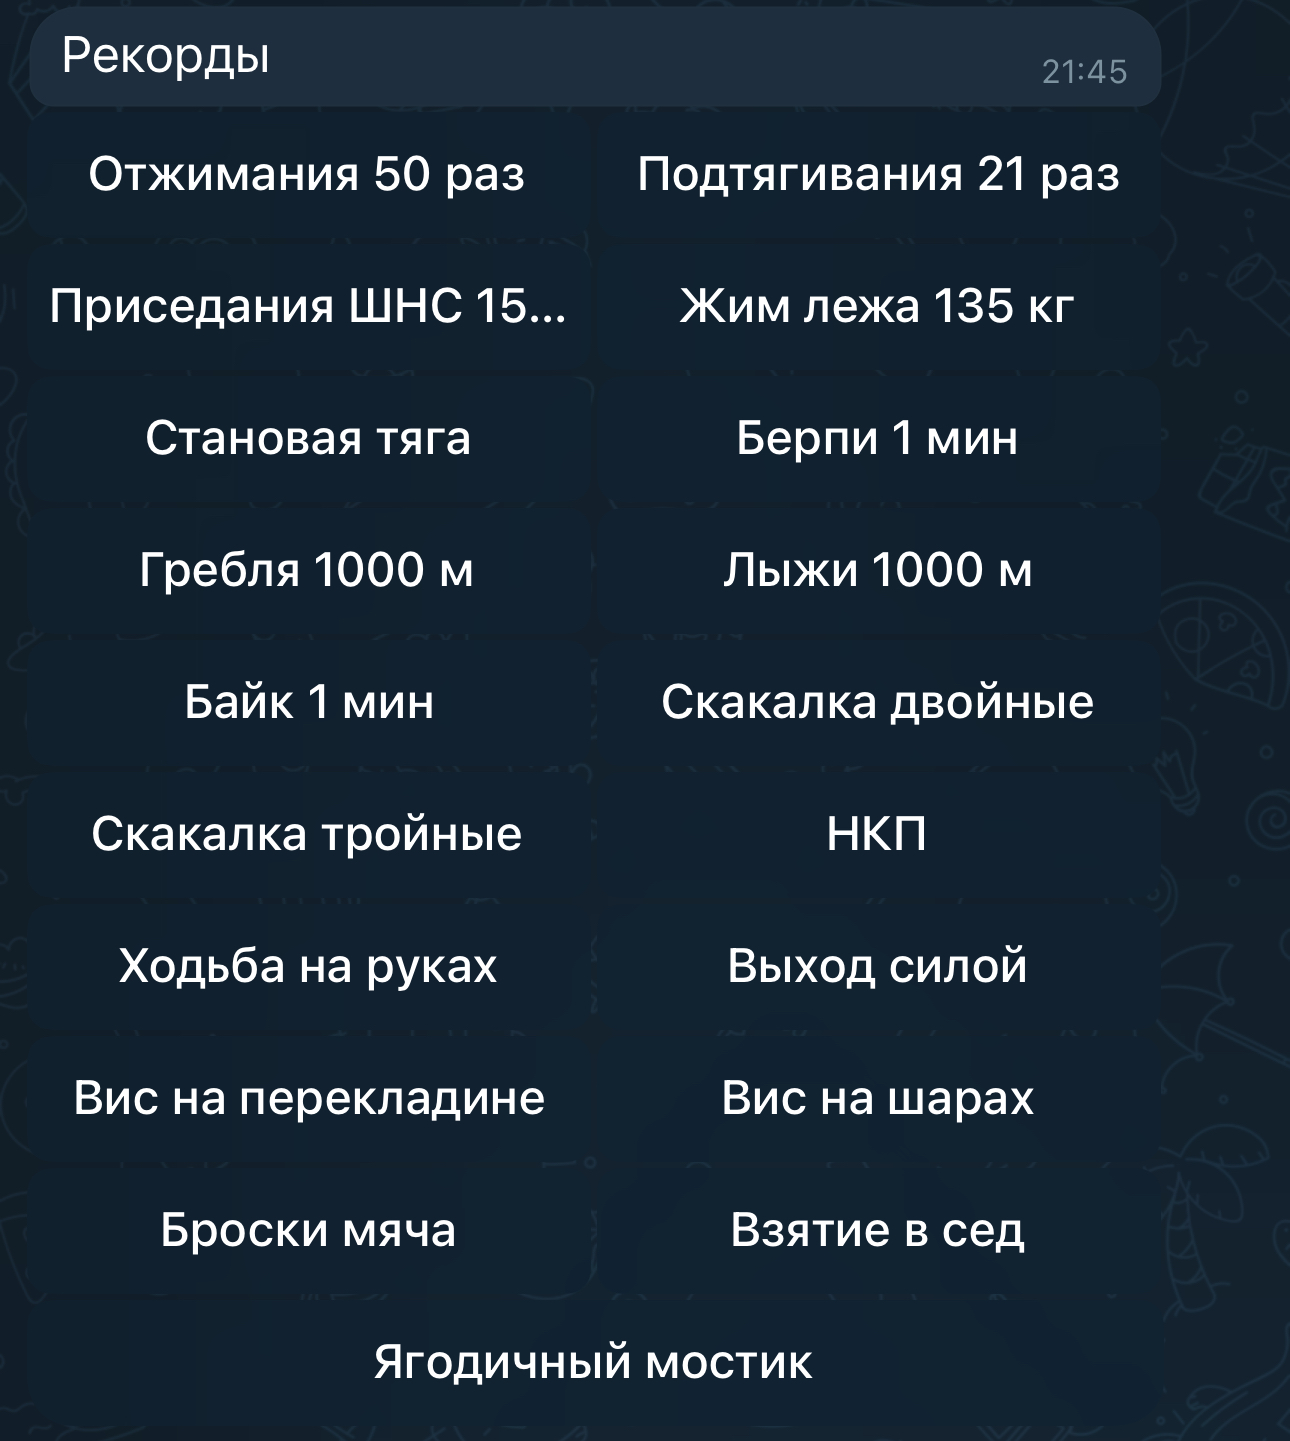 Рекорды
21:45
Отжимания 50 раз
Подтягивания 21 раз
Приседания ШНС 15...
Жим лежа 135 кг
Становая тяга
Берпи 1 мин
Гребля 1000 м
Лыжи 1000 м
Байк 1 мин
Скакалка двойные
Скакалка тройные
НКП
Ходьба на руках
Выход силой
Вис на перекладине
Вис на шарах
Броски мяча
Взятие в сед
Ягодичный мостик